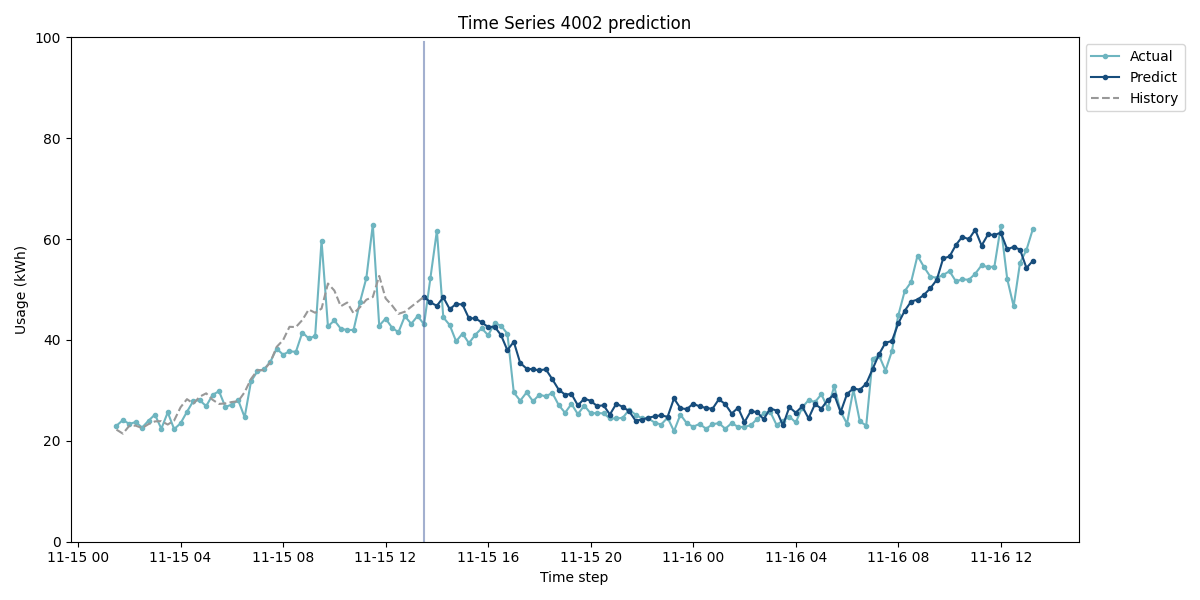 Time Series 4002 prediction
Usage (kWh)
100
80
60
40
20
0
11-15 00
11-15 04
11-15 08
11-15 12
11-15 16
11-15 20
11-16 00
11-16 04
11-16 08
11-16 12
Time step
Actual
Predict
History